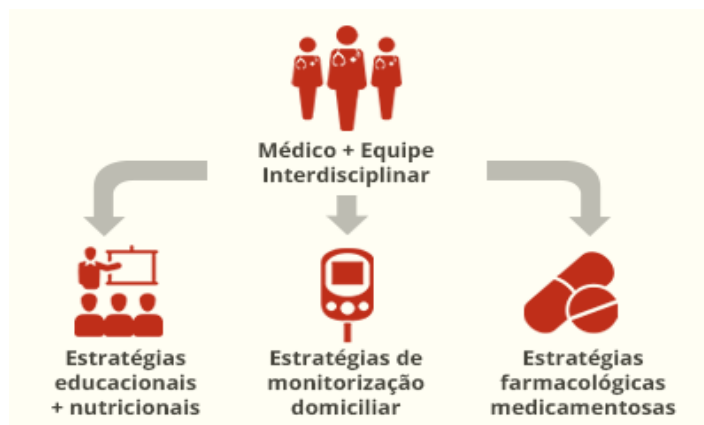 Médico + Equipe
Interdisciplinar
Estratégias
educacionais
+ nutricionais
Estratégias de
monitorização
domiciliar
Estratégias
farmacológicas
medicamentosas